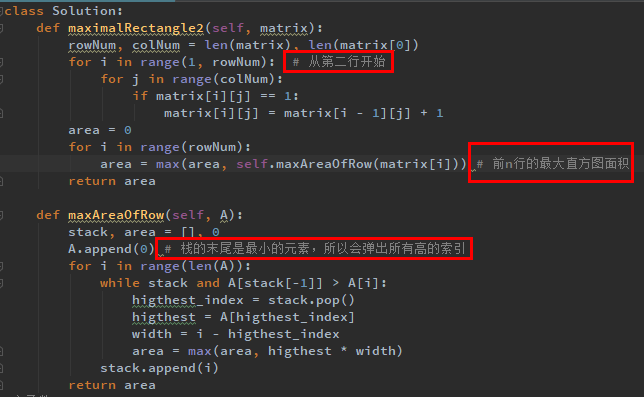 class Solution:
    def maximalRectangle2(self, matrix):
        rowNum, colNum = len(matrix), len(matrix[0])
        for i in range(1, rowNum): # 从第二行开始
            for j in range(colNum):
                if matrix[i][j] == 1:
                    matrix[i][j] = matrix[i - 1][j] + 1
        area = 0
        for i in range(rowNum):
            area = max(area, self.maxAreaOfRow(matrix[i])) # 前n行的最大直方图面积
        return area
    def maxAreaOfRow(self, A):
        stack, area = [], 0
        A.append(0) # 栈的末尾是最小的元素，所以会弹出所有高的索引
        for i in range(len(A)):
            while stack and A[stack[-1]] > A[i]:
                higthest_index = stack.pop()
                higthest = A[higthest_index]
                width = i - higthest_index
                area = max(area, higthest * width)
            stack.append(i)
        return area